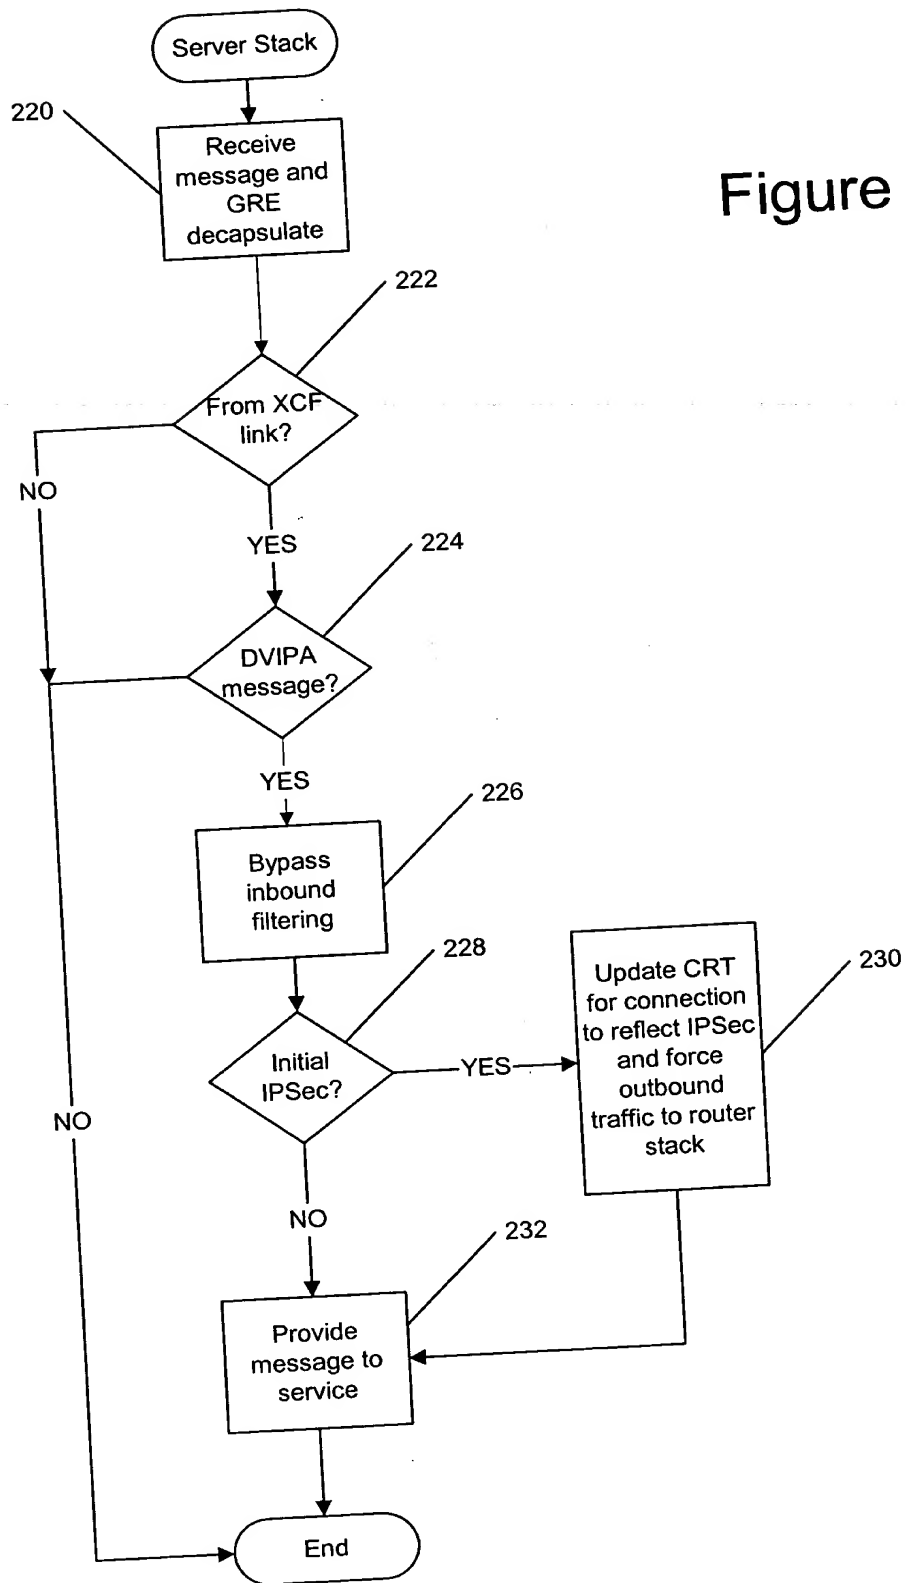 Server Stack
220
Receive
message and
GRE
decapsulate
Figure
222
From XCF
link?
NO
YES
224
DVIPA
message?
YES
226
Bypass
inbound
filtering
228
Initial
IPSec?
YES
Update CRT
for connection
to reflect IPSec
and force
outbound
traffic to router
stack
230
NO
NO
232
Provide
message to
service
End